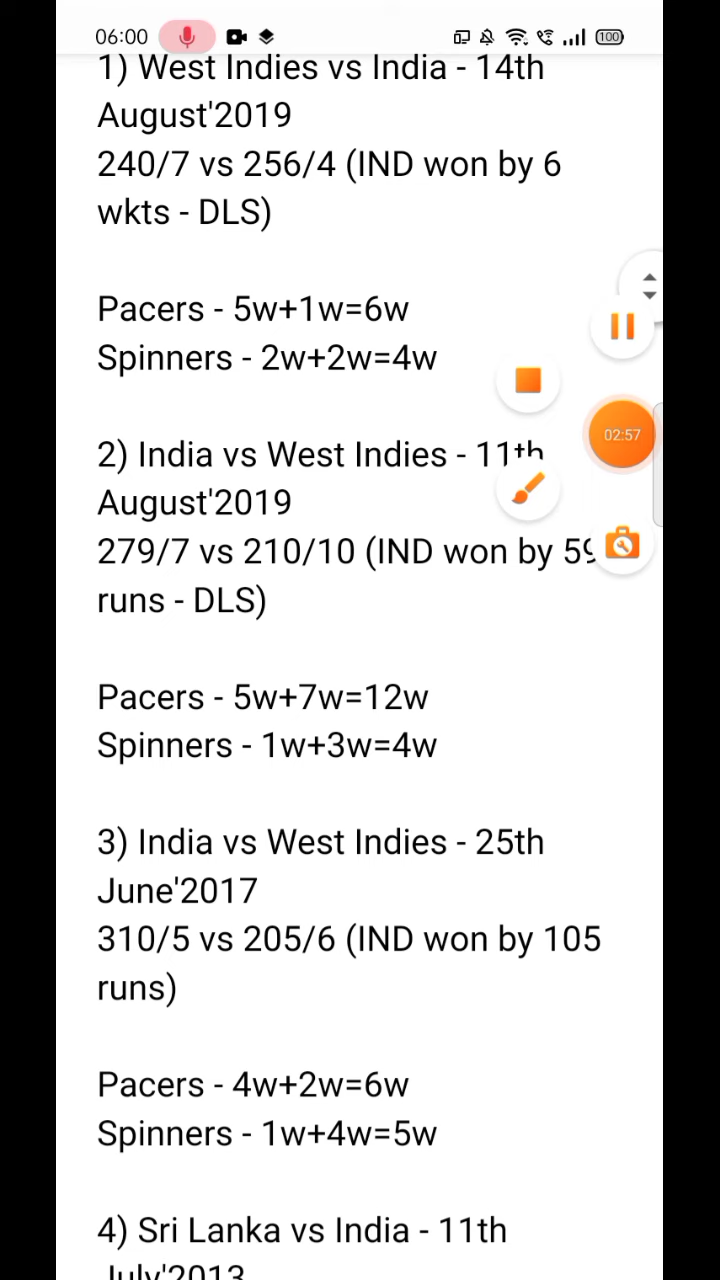 06:00
100
1) West Indies vs India - 14th
August'2019
240/7 vs 256/4 (IND won by 6
wkts - DLS)
Pacers - 5w+1w=6w
Spinners - 2w+2w=4w
02:57
2) India vs West Indies - 11th
August'2019
279/7 vs 210/10 (IND won by 59
runs - DLS)
Pacers - 5w+7w=12w
Spinners - 1w+3w=4w
3) India vs West Indies - 25th
June'2017
310/5 vs 205/6 (IND won by 105
runs)
Pacers - 4w+2w=6w
Spinners - 1w+4w=5w
4) Sri Lanka vs India - 11th
July'2013